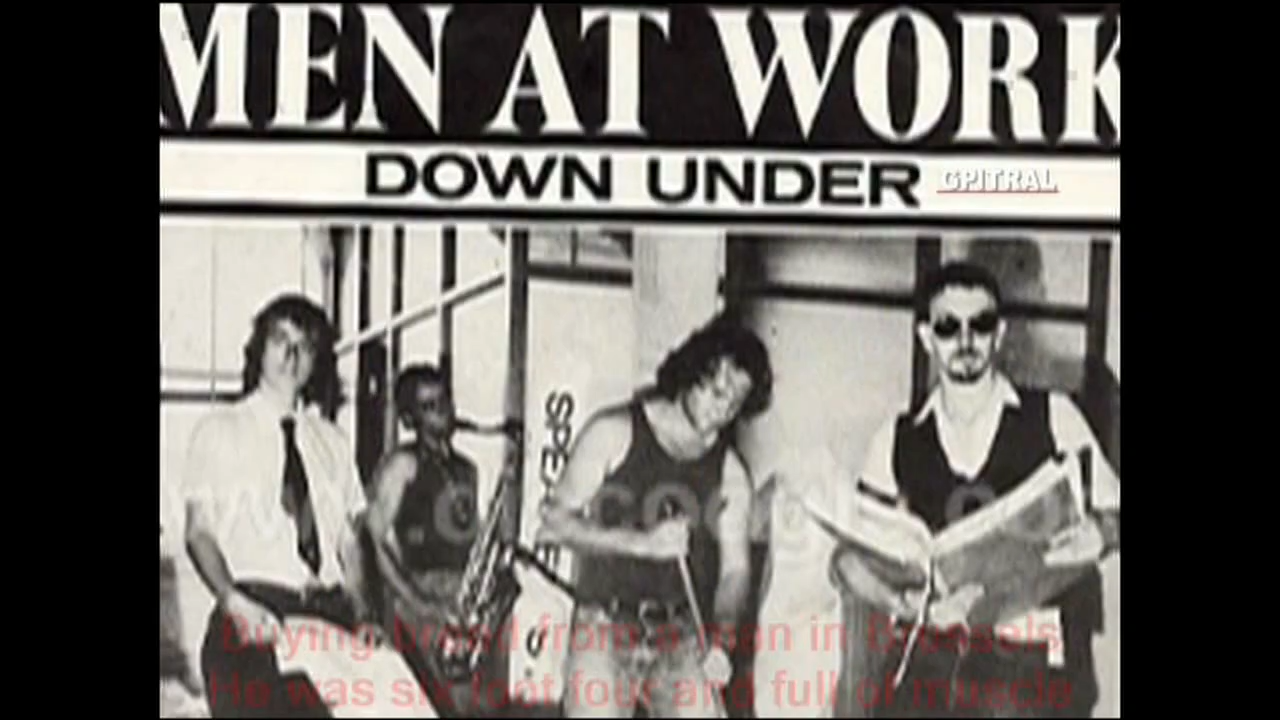 MEN AT WORK
DOWN UNDER
GPITRAL
Buying bread from a man in Brussels
He was six foot four and full of muscle